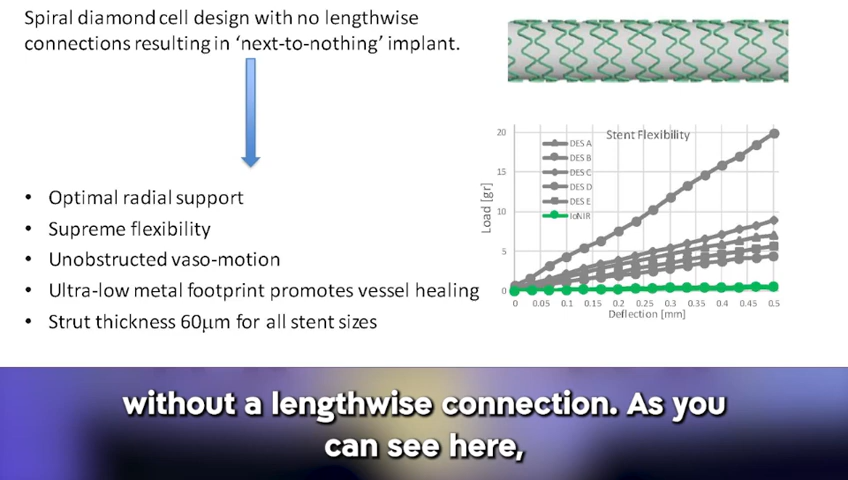 Spiral diamond cell design with no lengthwise
connections resulting in ‘next-to-nothing’ implant.
• Optimal radial support
• Supreme flexibility
• Unobstructed vaso-motion
• Ultra-low metal footprint promotes vessel healing
• Strut thickness 60μm for all stent sizes
Stent Flexibility
DES A
DES B
DES C
DES D
DES E
IoNIR
Load [gr]
20
15
10
5
0
0 0.05 0.1 0.15 0.2 0.25 0.3 0.35 0.4 0.45 0.5
Deflection [mm]
without a lengthwise connection. As you
can see here,